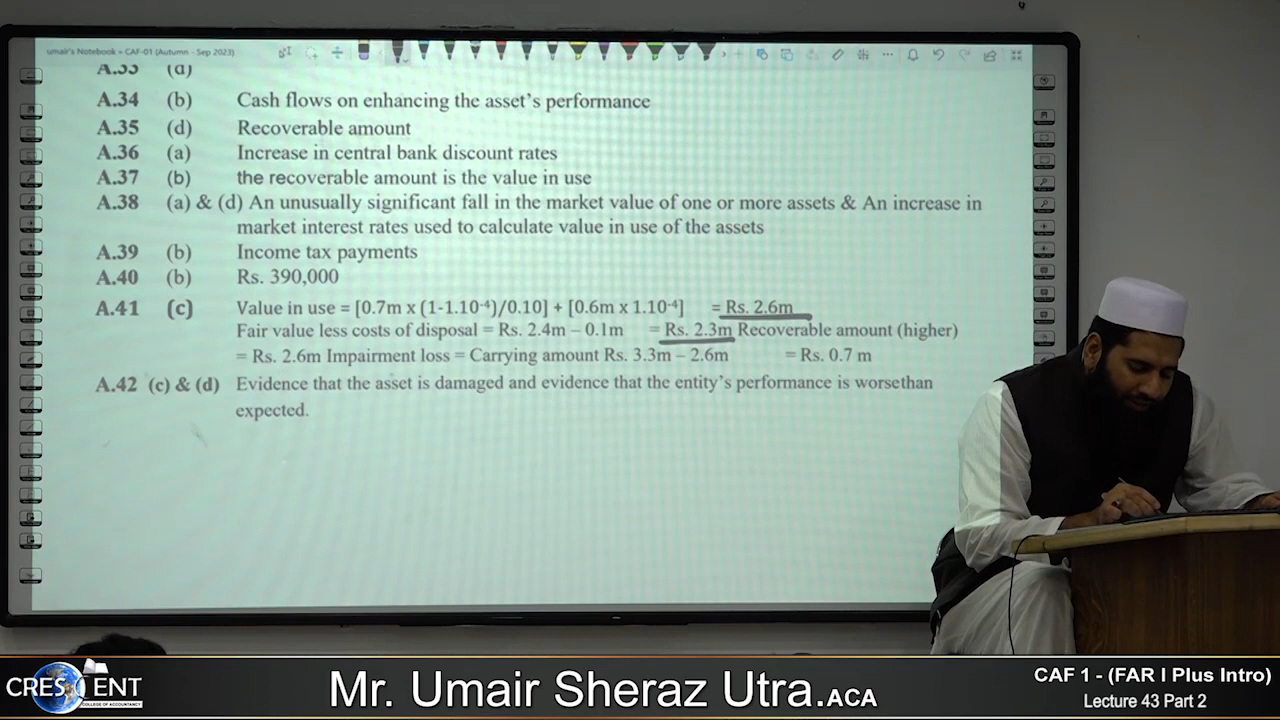 umair's Notebook » CAF-01 (Autumn - Sep 2023)
A.33 (a)
A.34 (b) Cash flows on enhancing the asset's performance
A.35 (d) Recoverable amount
A.36 (a) Increase in central bank discount rates
A.37 (b) the recoverable amount is the value in use
A.38 (a) & (d) An unusually significant fall in the market value of one or more assets & An increase in
market interest rates used to calculate value in use of the assets
A.39 (b) Income tax payments
A.40 (b) Rs. 390,000
A.41 (c) Value in use = [0.7m x (1-1.10⁻⁴)/0.10] + [0.6m x 1.10⁻⁴] = Rs. 2.6m
Fair value less costs of disposal = Rs. 2.4m – 0.1m = Rs. 2.3m Recoverable amount (higher)
= Rs. 2.6m Impairment loss = Carrying amount Rs. 3.3m – 2.6m = Rs. 0.7 m
A.42 (c) & (d) Evidence that the asset is damaged and evidence that the entity's performance is worsethan
expected.
CRESCENT
COLLEGE OF ACCOUNTANCY
Mr. Umair Sheraz Utra.ACA
CAF 1 - (FAR I Plus Intro)
Lecture 43 Part 2